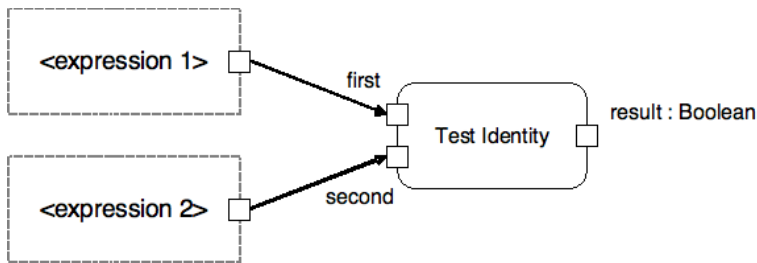 <expression 1>
first
Test Identity
result : Boolean
second
<expression 2>